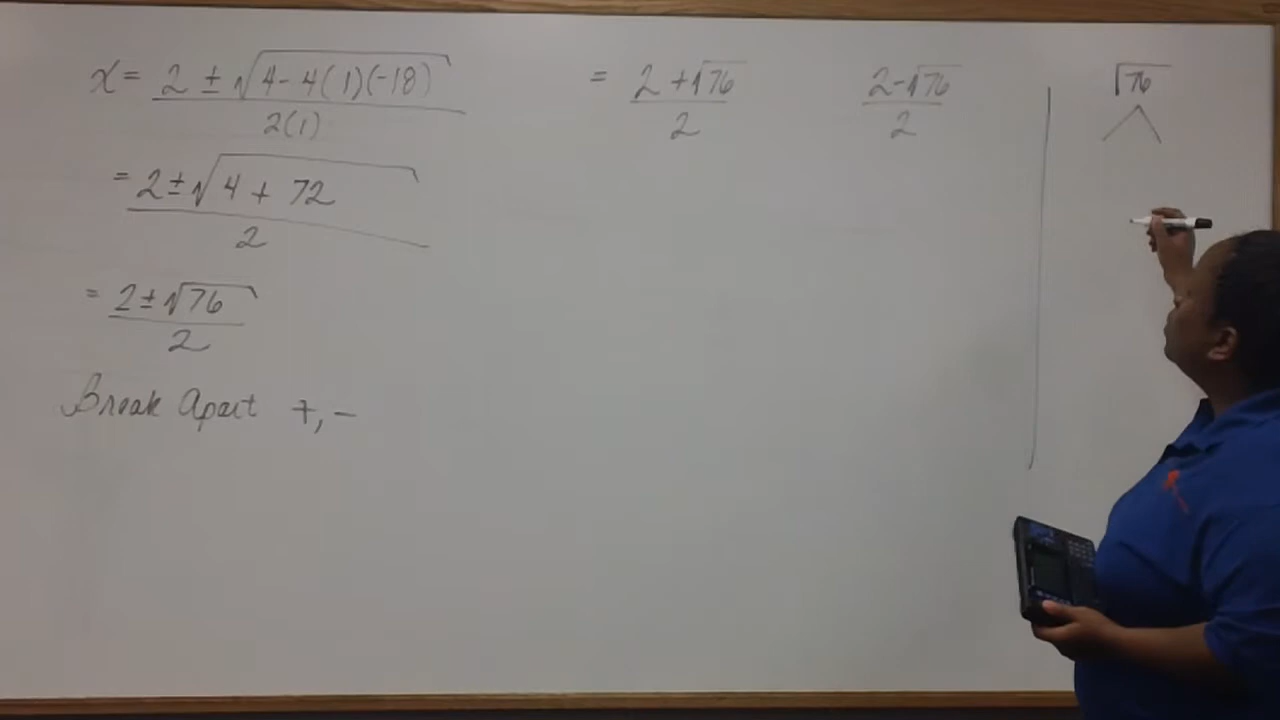 x = 2 ± √4 - 4(1)(-18) / 2(1)
= 2 ± √4 + 72 / 2
= 2 ± √76 / 2
Break Apart +, -
= 2 + √76 / 2
2 - √76 / 2
√76